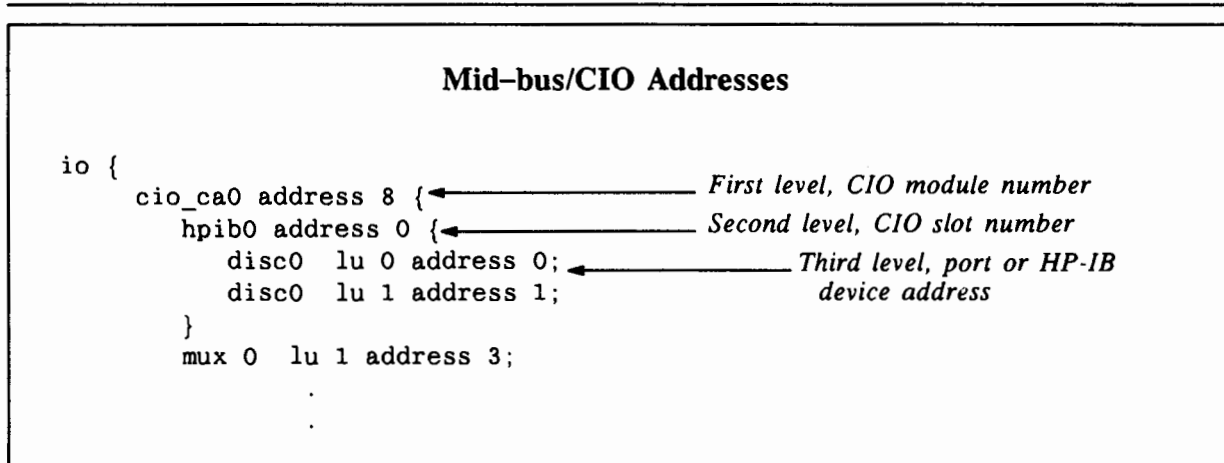 Mid-bus/CIO Addresses
io {
cio_ca0 address 8 { First level, CIO module number
hpib0 address 0 { Second level, CIO slot number
disc0 lu 0 address 0; Third level, port or HP-IB
disc0 lu 1 address 1; device address
}
mux 0 lu 1 address 3;
.
.